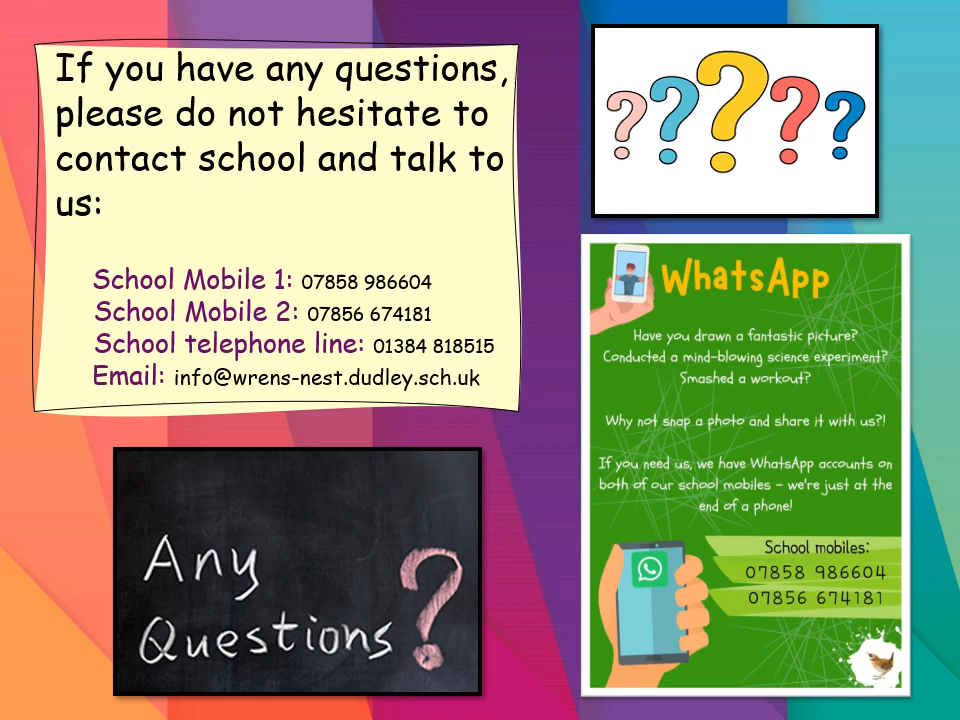 If you have any questions,
please do not hesitate to
contact school and talk to
us:
School Mobile 1: 07858 986604
School Mobile 2: 07856 674181
School telephone line: 01384 818515
Email: info@wrens-nest.dudley.sch.uk
? ? ? ? ?
WhatsApp
Have you drawn a fantastic picture?
Conducted a mind-blowing science experiment?
Smashed a workout?
Why not snap a photo and share it with us?!
If you need us, we have WhatsApp accounts on
both of our school mobiles – we're just at the
end of a phone!
School mobiles:
07858 986604
07856 674181
Any
Questions ?